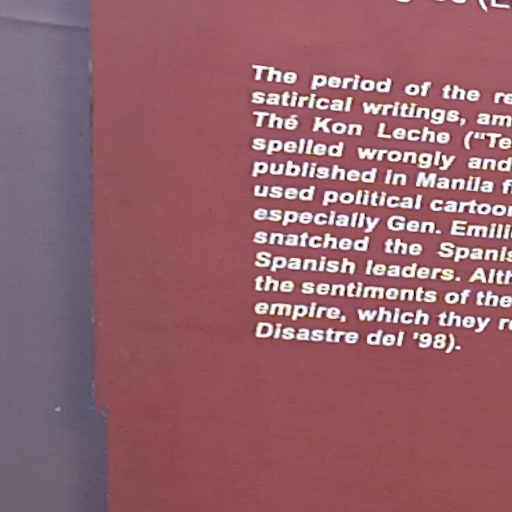 The period of the re
satirical writings, am
Thé Kon Leche ("Te
spelled wrongly and
published in Manila f
used political cartoon
especially Gen. Emili
snatched the Spanis
Spanish leaders. Alth
the sentiments of the
empire, which they r
Disastre del '98).